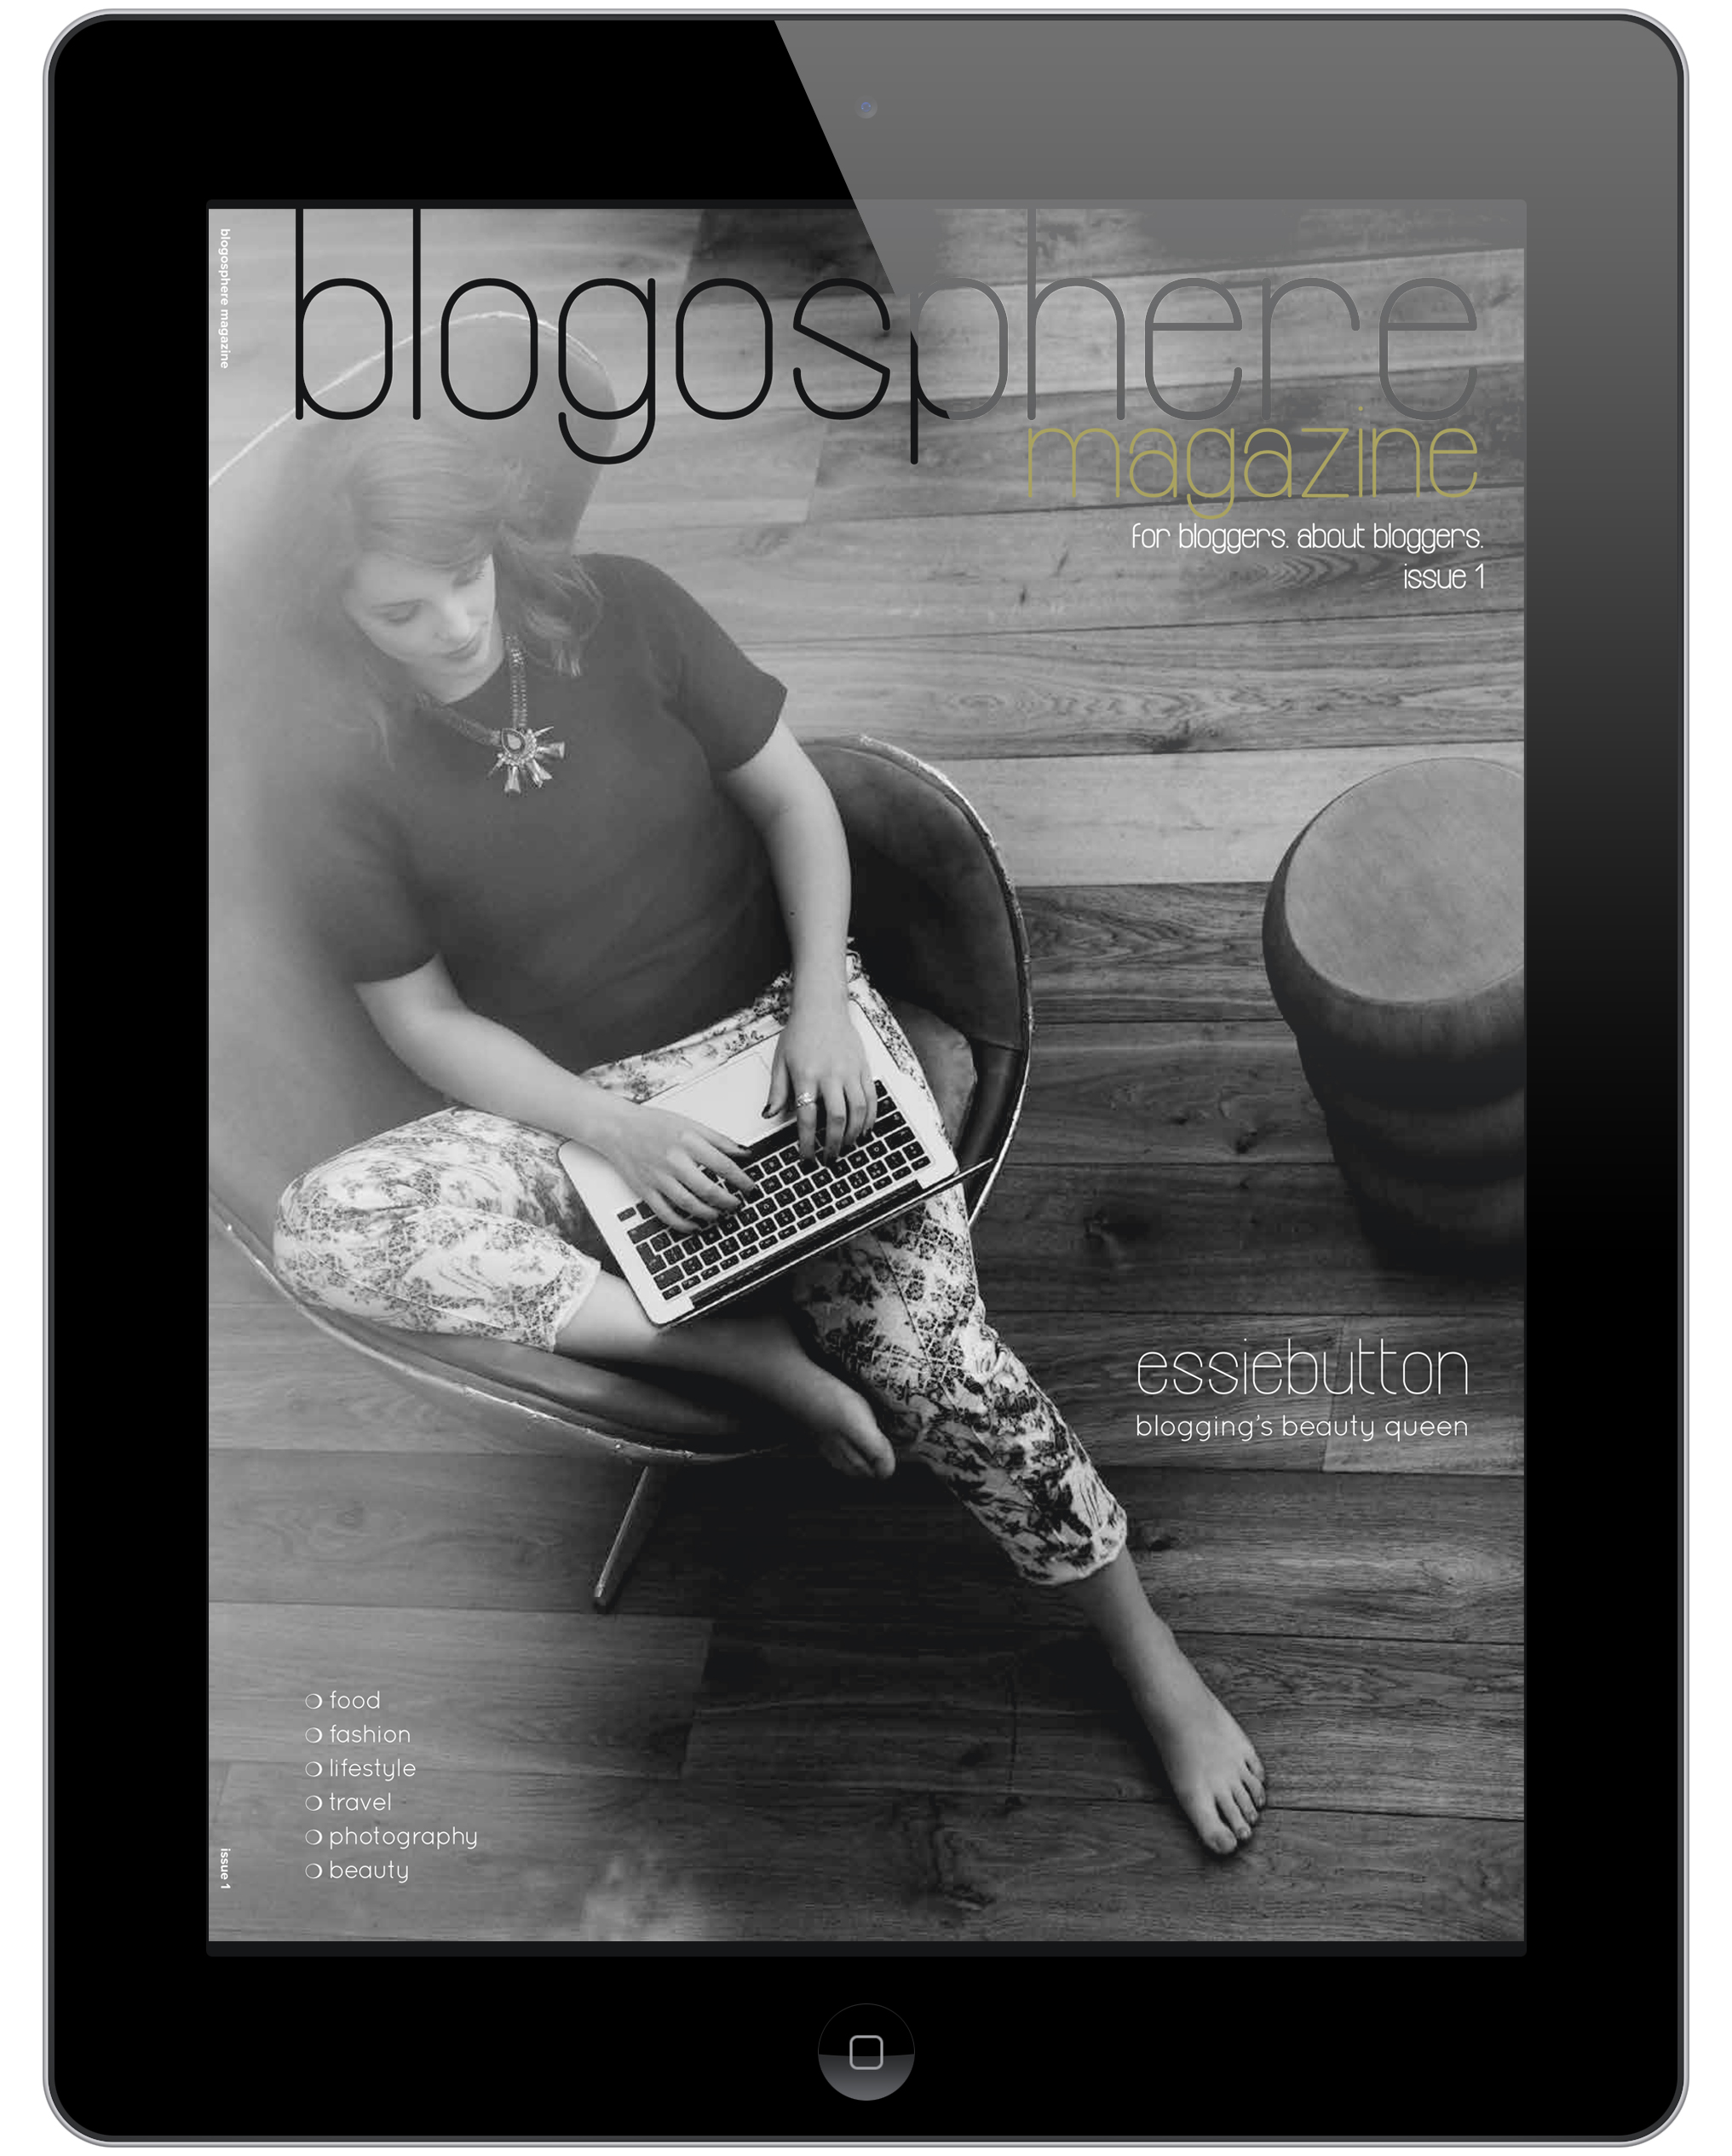 blogosphere magazine
blogosphere
magazine
for bloggers. about bloggers.
issue 1
essiebutton
blogging's beauty queen
food
fashion
lifestyle
travel
photography
beauty
issue 1